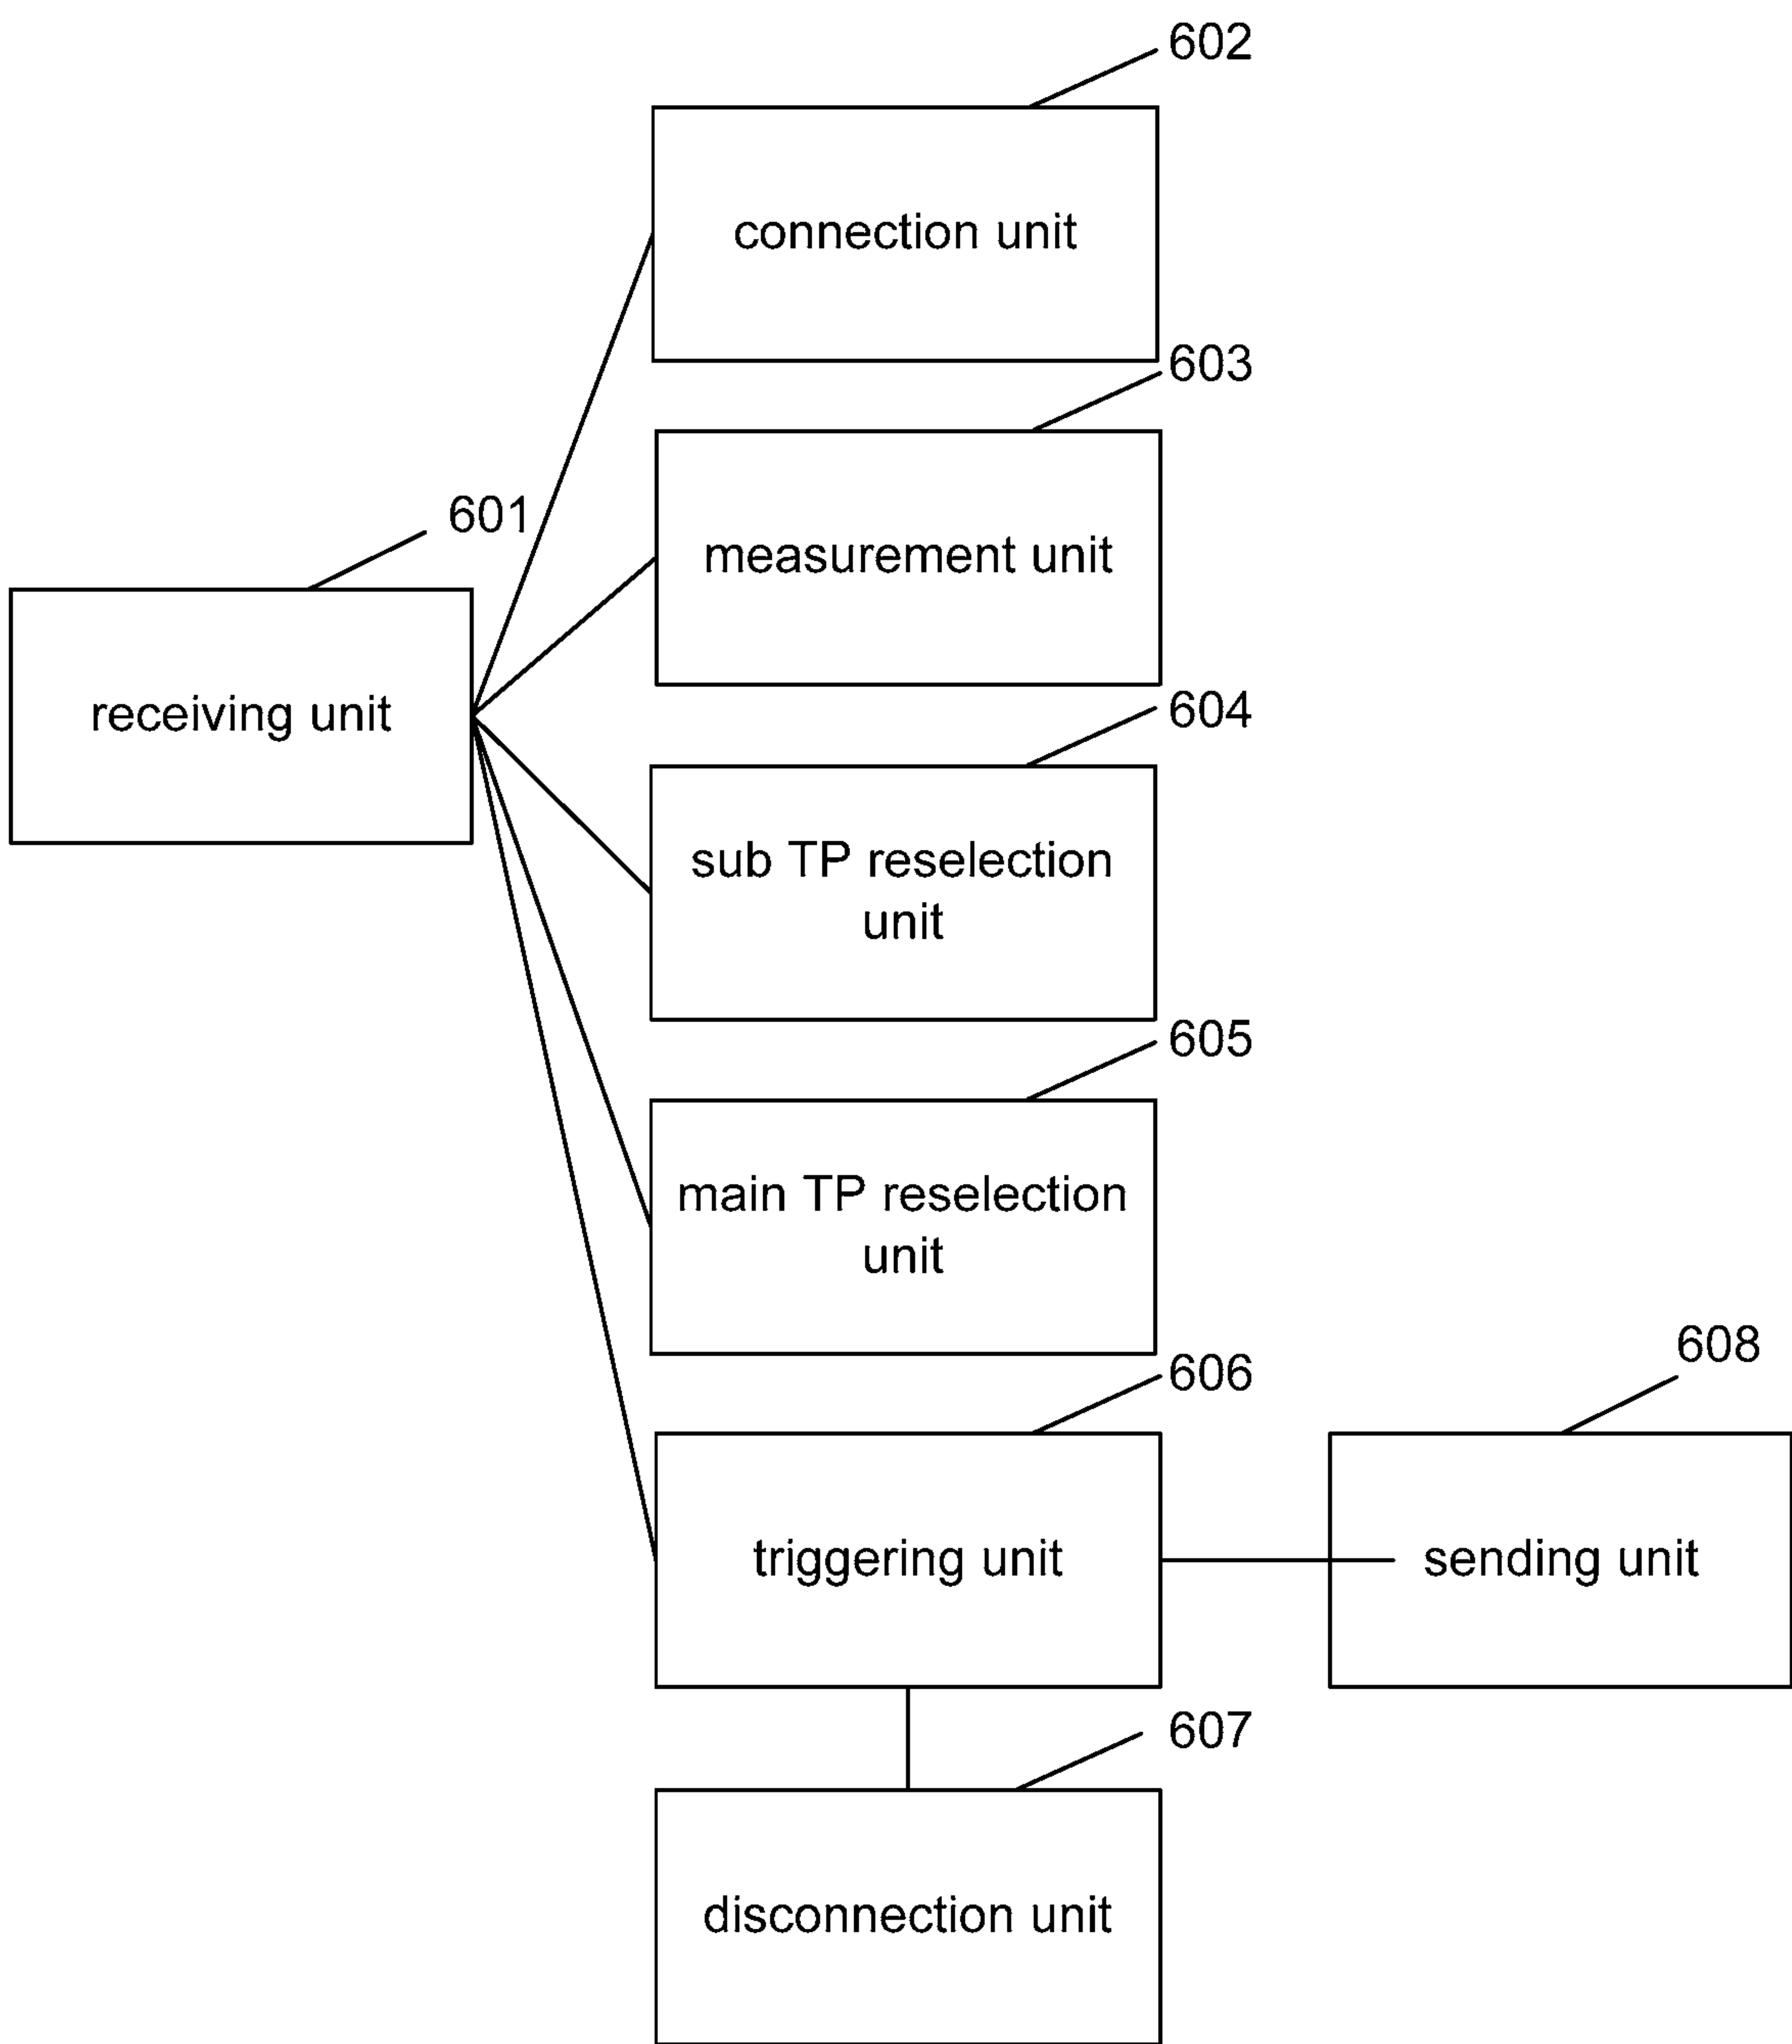 602
connection unit
603
measurement unit
601
receiving unit
604
sub TP reselection
unit
605
main TP reselection
unit
606
608
triggering unit
sending unit
607
disconnection unit